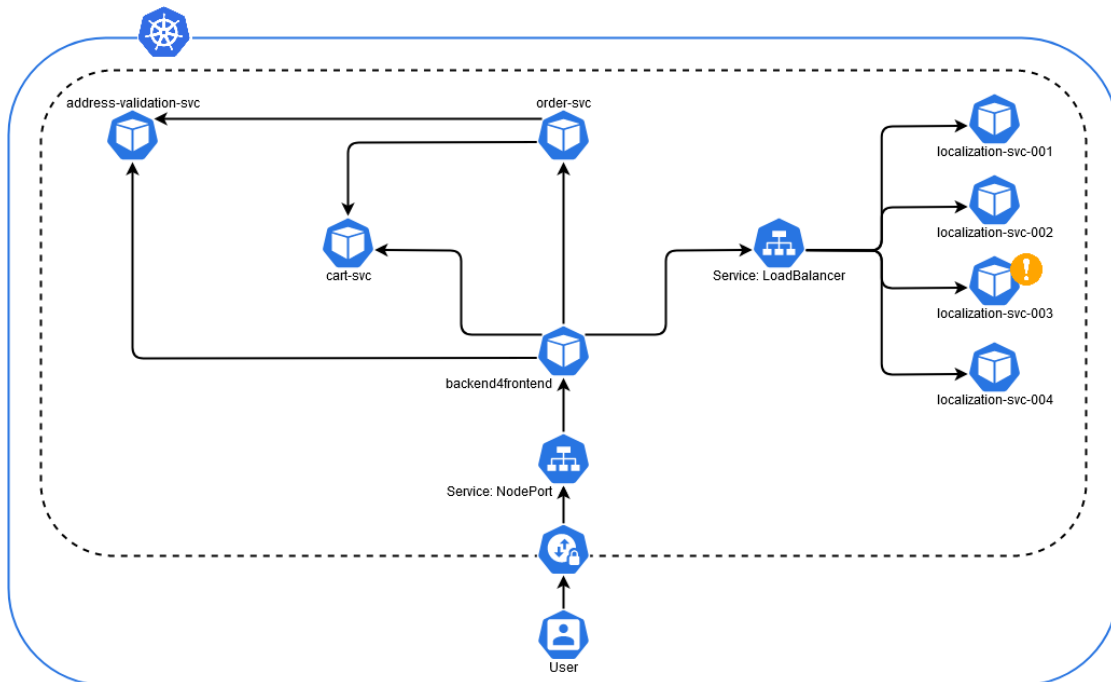 address-validation-svc
order-svc
localization-svc-001
localization-svc-002
cart-svc
Service: LoadBalancer
localization-svc-003
backend4frontend
localization-svc-004
Service: NodePort
User